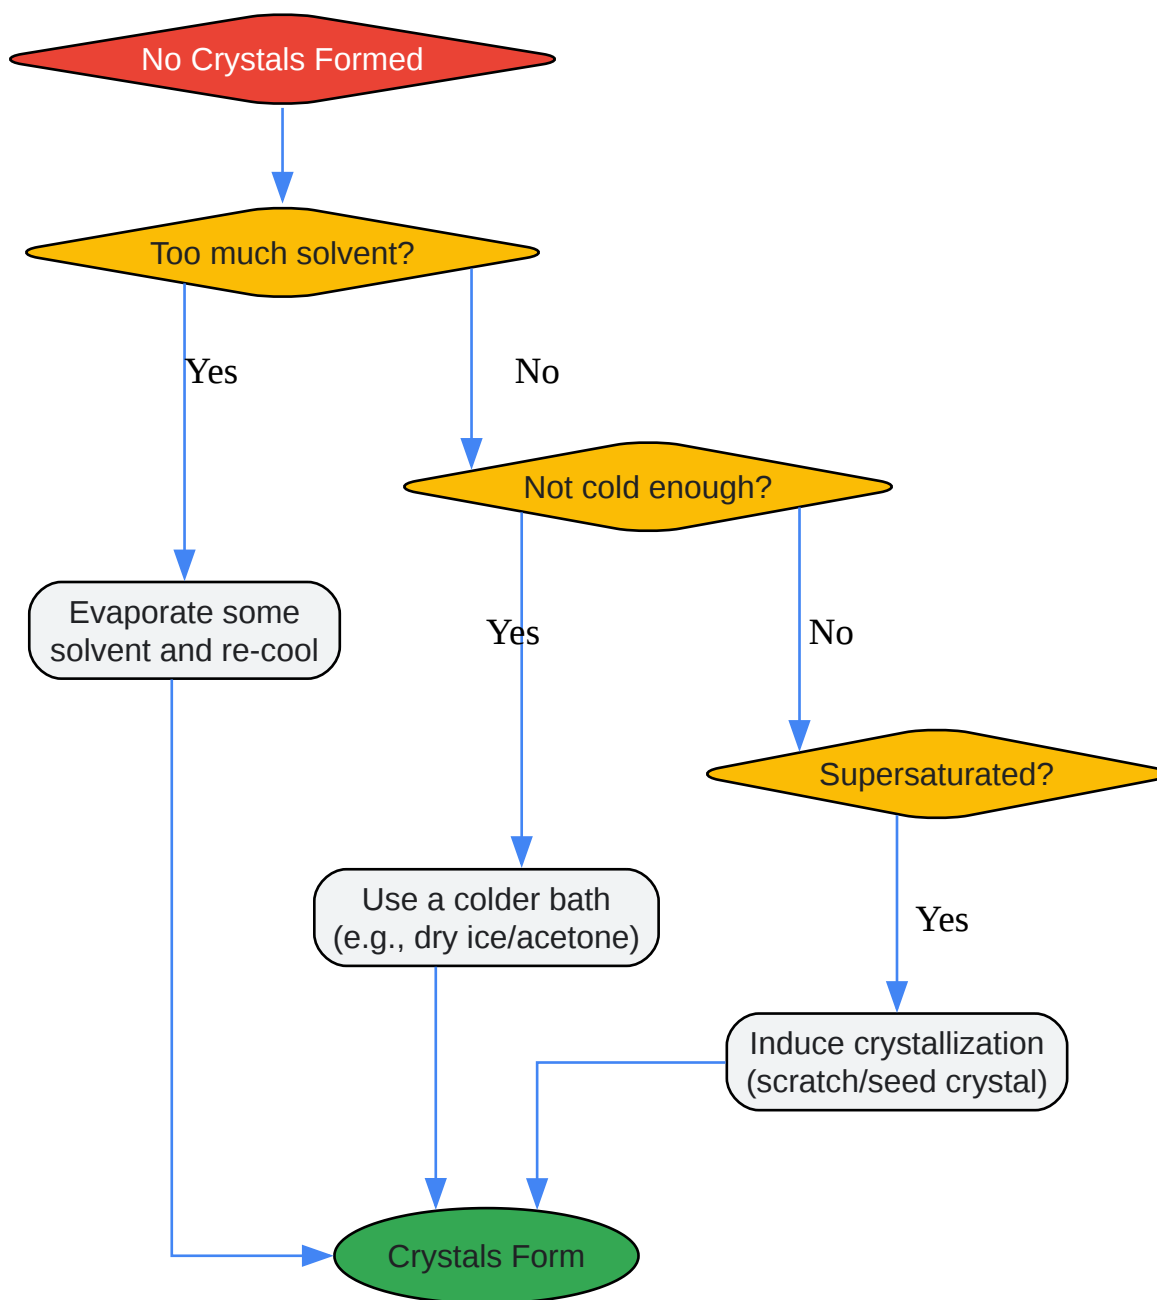 No Crystals Formed
Too much solvent?
Yes
No
Not cold enough?
Evaporate some
solvent and re-cool
Yes
No
Supersaturated?
Use a colder bath
(e.g., dry ice/acetone)
Yes
Induce crystallization
(scratch/seed crystal)
Crystals Form